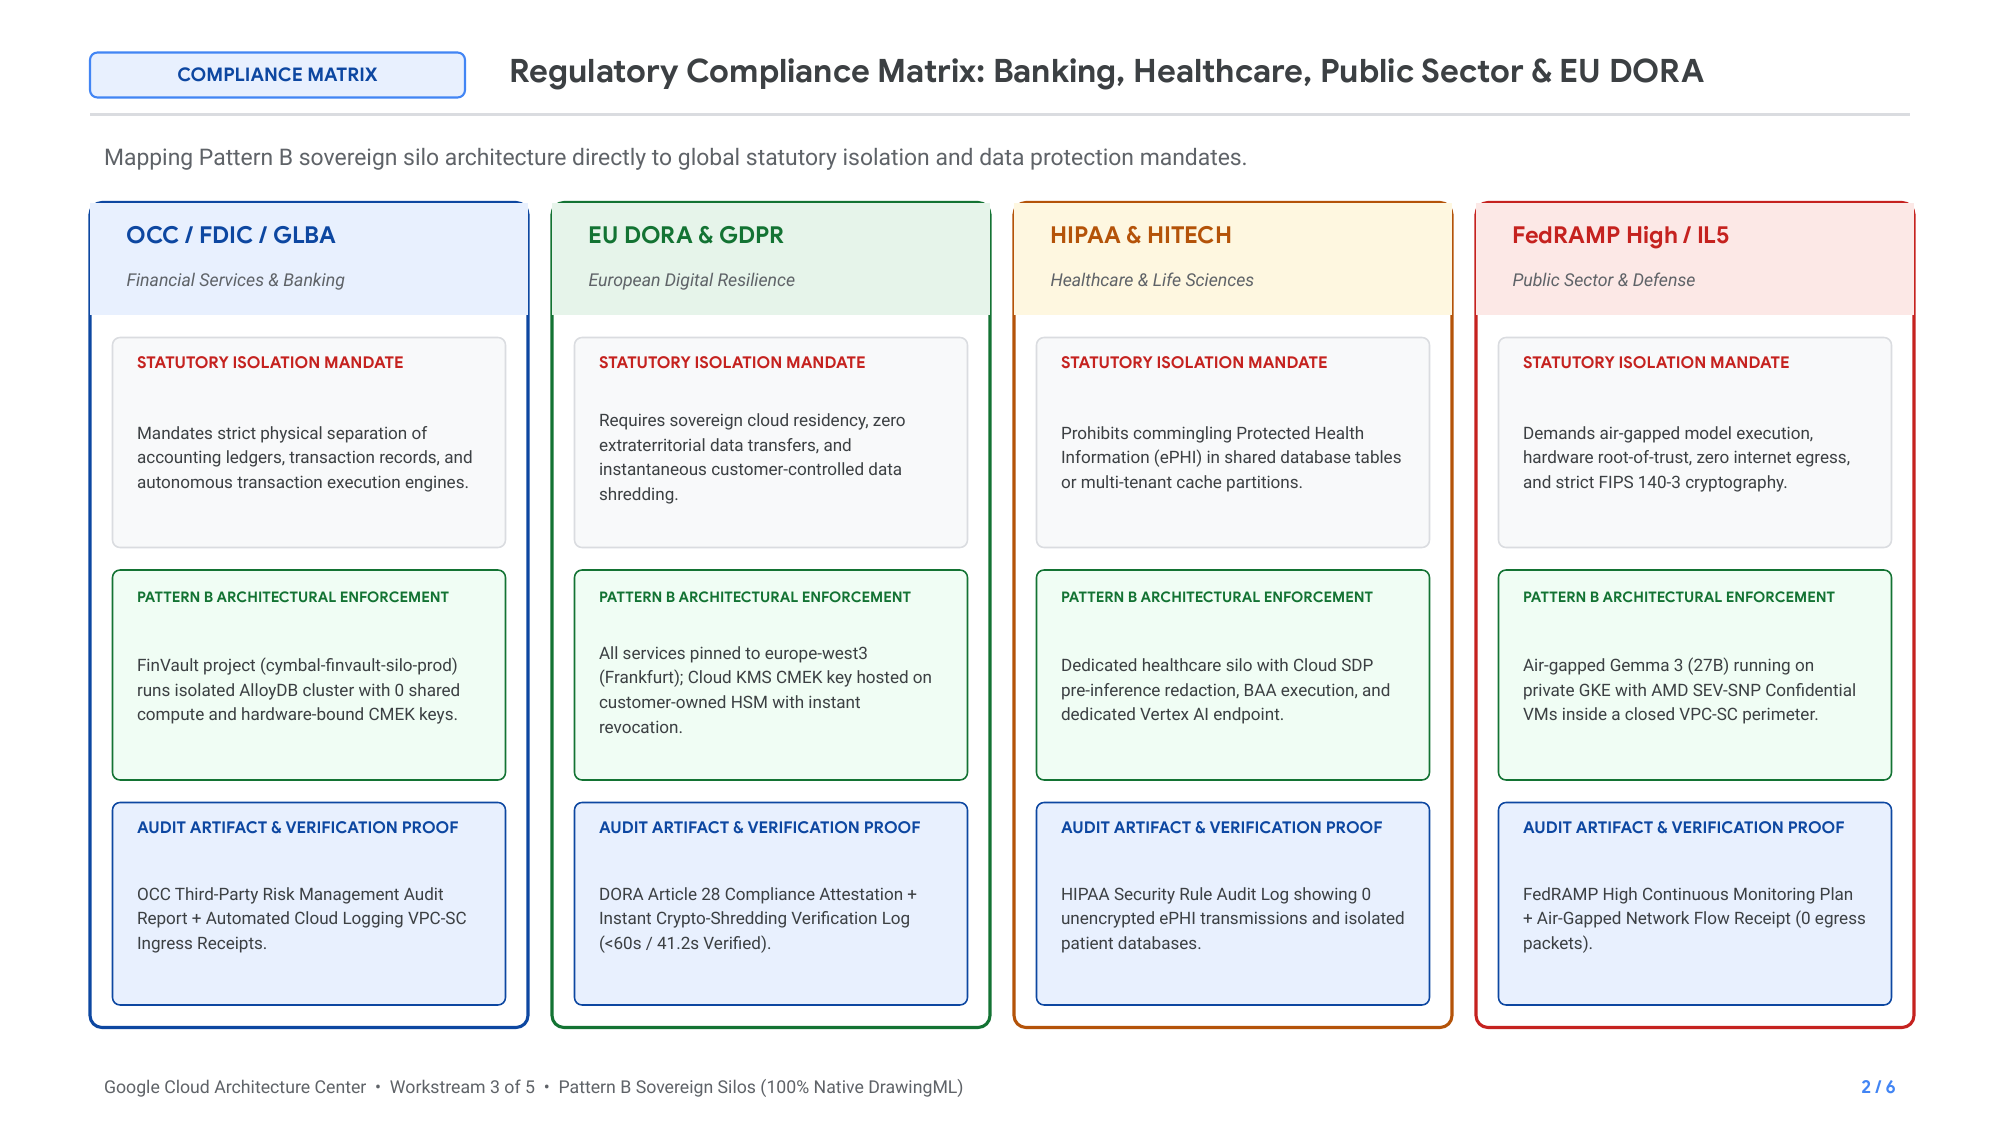 COMPLIANCE MATRIX
Regulatory Compliance Matrix: Banking, Healthcare, Public Sector & EU DORA
Mapping Pattern B sovereign silo architecture directly to global statutory isolation and data protection mandates.
OCC / FDIC / GLBA
Financial Services & Banking
STATUTORY ISOLATION MANDATE
Mandates strict physical separation of
accounting ledgers, transaction records, and
autonomous transaction execution engines.
PATTERN B ARCHITECTURAL ENFORCEMENT
FinVault project (cymbal-finvault-silo-prod)
runs isolated AlloyDB cluster with 0 shared
compute and hardware-bound CMEK keys.
AUDIT ARTIFACT & VERIFICATION PROOF
OCC Third-Party Risk Management Audit
Report + Automated Cloud Logging VPC-SC
Ingress Receipts.
EU DORA & GDPR
European Digital Resilience
STATUTORY ISOLATION MANDATE
Requires sovereign cloud residency, zero
extraterritorial data transfers, and
instantaneous customer-controlled data
shredding.
PATTERN B ARCHITECTURAL ENFORCEMENT
All services pinned to europe-west3
(Frankfurt); Cloud KMS CMEK key hosted on
customer-owned HSM with instant
revocation.
AUDIT ARTIFACT & VERIFICATION PROOF
DORA Article 28 Compliance Attestation +
Instant Crypto-Shredding Verification Log
(<60s / 41.2s Verified).
HIPAA & HITECH
Healthcare & Life Sciences
STATUTORY ISOLATION MANDATE
Prohibits commingling Protected Health
Information (ePHI) in shared database tables
or multi-tenant cache partitions.
PATTERN B ARCHITECTURAL ENFORCEMENT
Dedicated healthcare silo with Cloud SDP
pre-inference redaction, BAA execution, and
dedicated Vertex AI endpoint.
AUDIT ARTIFACT & VERIFICATION PROOF
HIPAA Security Rule Audit Log showing 0
unencrypted ePHI transmissions and isolated
patient databases.
FedRAMP High / IL5
Public Sector & Defense
STATUTORY ISOLATION MANDATE
Demands air-gapped model execution,
hardware root-of-trust, zero internet egress,
and strict FIPS 140-3 cryptography.
PATTERN B ARCHITECTURAL ENFORCEMENT
Air-gapped Gemma 3 (27B) running on
private GKE with AMD SEV-SNP Confidential
VMs inside a closed VPC-SC perimeter.
AUDIT ARTIFACT & VERIFICATION PROOF
FedRAMP High Continuous Monitoring Plan
+ Air-Gapped Network Flow Receipt (0 egress
packets).
Google Cloud Architecture Center • Workstream 3 of 5 • Pattern B Sovereign Silos (100% Native DrawingML)
2 / 6